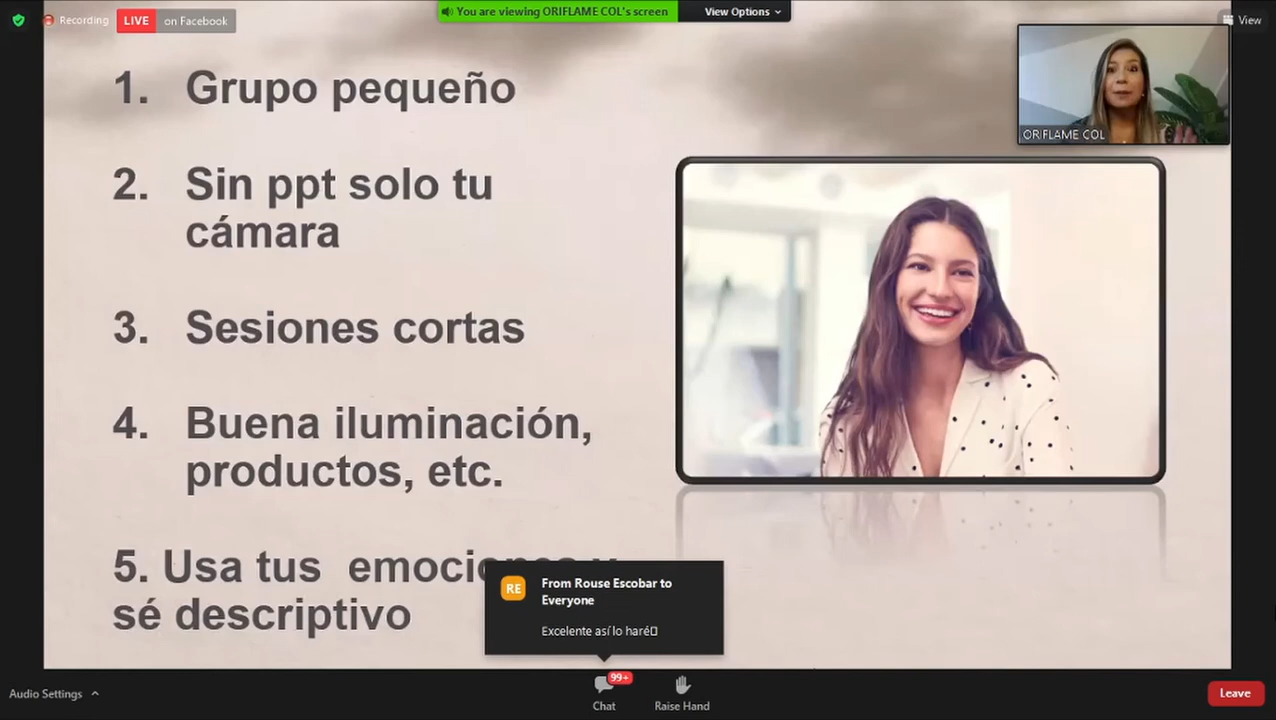 Recording
LIVE on Facebook
You are viewing ORIFLAME COL's screen
View Options
View
ORIFLAME COL
1. Grupo pequeño
2. Sin ppt solo tu
cámara
3. Sesiones cortas
4. Buena iluminación,
productos, etc.
5. Usa tus emociones y
sé descriptivo
RE
From Rouse Escobar to
Everyone
Excelente así lo haré
Audio Settings
99+
Chat
Raise Hand
Leave